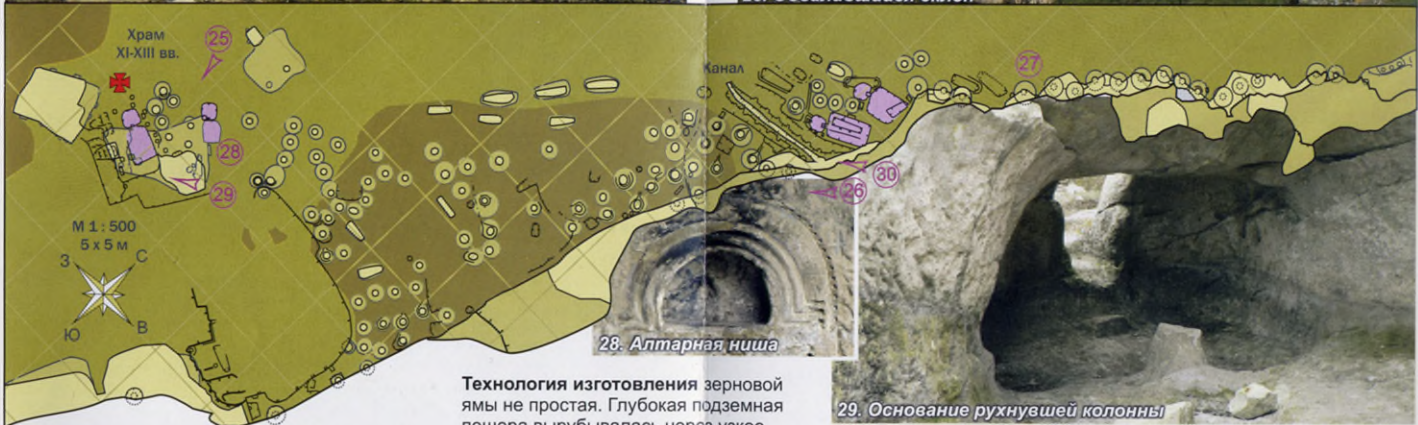 Храм
XI-XIII вв.
25
28
29
М 1 : 500
5 x 5 м
З
С
Ю
В
Канал
27
30
26
28. Алтарная ниша
Технология изготовления зерновой
ямы не простая. Глубокая подземная
29. Основание рухнувшей колонны